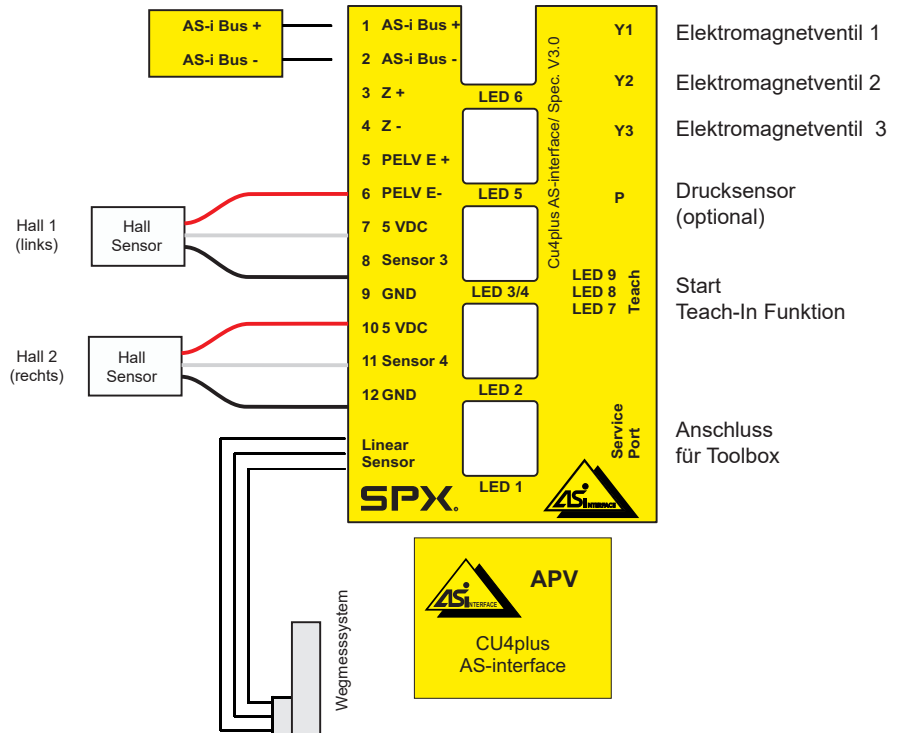 AS-i Bus +
AS-i Bus -
1 AS-i Bus +
2 AS-i Bus -
3 Z +
4 Z -
5 PELV E +
6 PELV E-
7 5 VDC
8 Sensor 3
9 GND
10 5 VDC
11 Sensor 4
12 GND
Linear
Sensor
SPX®
Hall 1
(links)
Hall
Sensor
Hall 2
(rechts)
Hall
Sensor
LED 6
LED 5
LED 3/4
LED 2
LED 1
Cu4plus AS-interface/ Spec. V3.0
Y1
Y2
Y3
P
LED 9
LED 8
LED 7
Teach
Service
Port
ASi INTERFACE
Elektromagnetventil 1
Elektromagnetventil 2
Elektromagnetventil 3
Drucksensor
(optional)
Start
Teach-In Funktion
Anschluss
für Toolbox
Wegmesssystem
ASi INTERFACE
APV
CU4plus
AS-interface